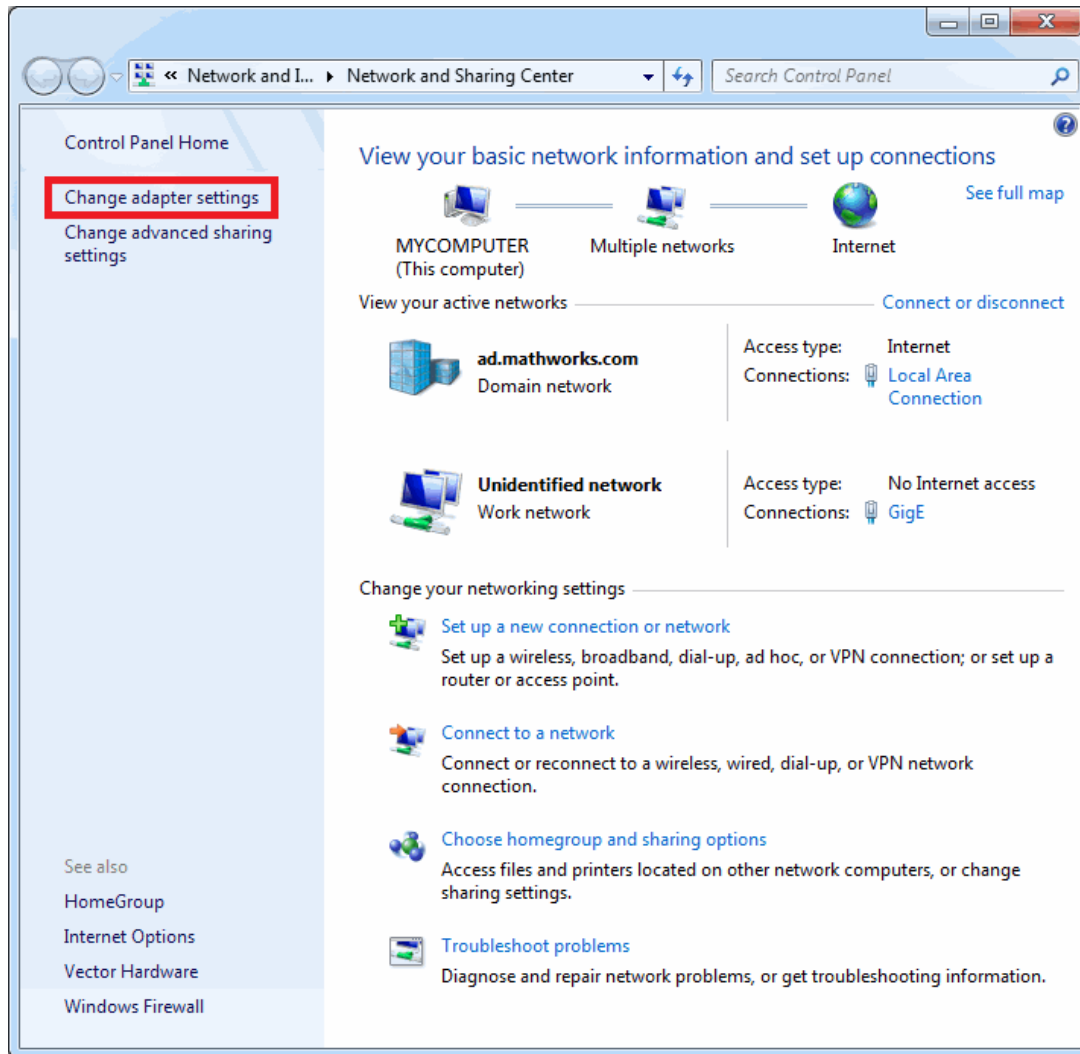 « Network and I... ▸ Network and Sharing Center
Search Control Panel
Control Panel Home
Change adapter settings
Change advanced sharing
settings
See also
HomeGroup
Internet Options
Vector Hardware
Windows Firewall
View your basic network information and set up connections
See full map
MYCOMPUTER
(This computer)
Multiple networks
Internet
View your active networks
Connect or disconnect
ad.mathworks.com
Domain network
Access type: Internet
Connections: Local Area
Connection
Unidentified network
Work network
Access type: No Internet access
Connections: GigE
Change your networking settings
Set up a new connection or network
Set up a wireless, broadband, dial-up, ad hoc, or VPN connection; or set up a
router or access point.
Connect to a network
Connect or reconnect to a wireless, wired, dial-up, or VPN network
connection.
Choose homegroup and sharing options
Access files and printers located on other network computers, or change
sharing settings.
Troubleshoot problems
Diagnose and repair network problems, or get troubleshooting information.